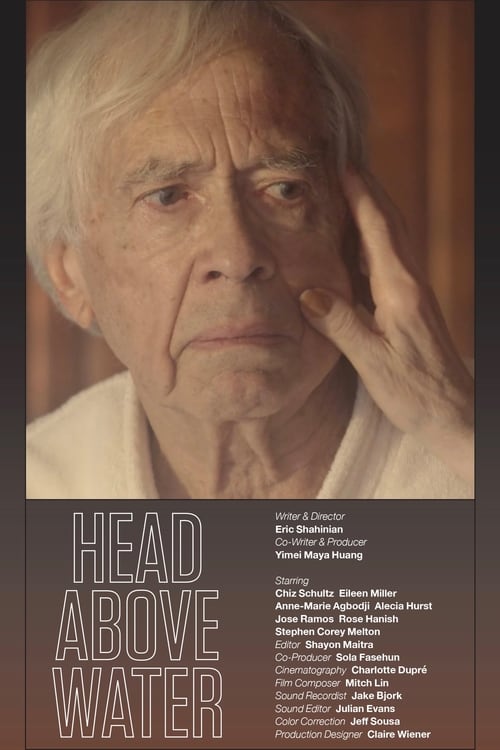 HEAD
ABOVE
WATER
Writer & Director
Eric Shahinian
Co-Writer & Producer
Yimei Maya Huang
Starring
Chiz Schultz Eileen Miller
Anne-Marie Agbodji Alecia Hurst
Jose Ramos Rose Hanish
Stephen Corey Melton
Editor Shayon Maitra
Co-Producer Sola Fasehun
Cinematography Charlotte Dupré
Film Composer Mitch Lin
Sound Recordist Jake Bjork
Sound Editor Julian Evans
Color Correction Jeff Sousa
Production Designer Claire Wiener